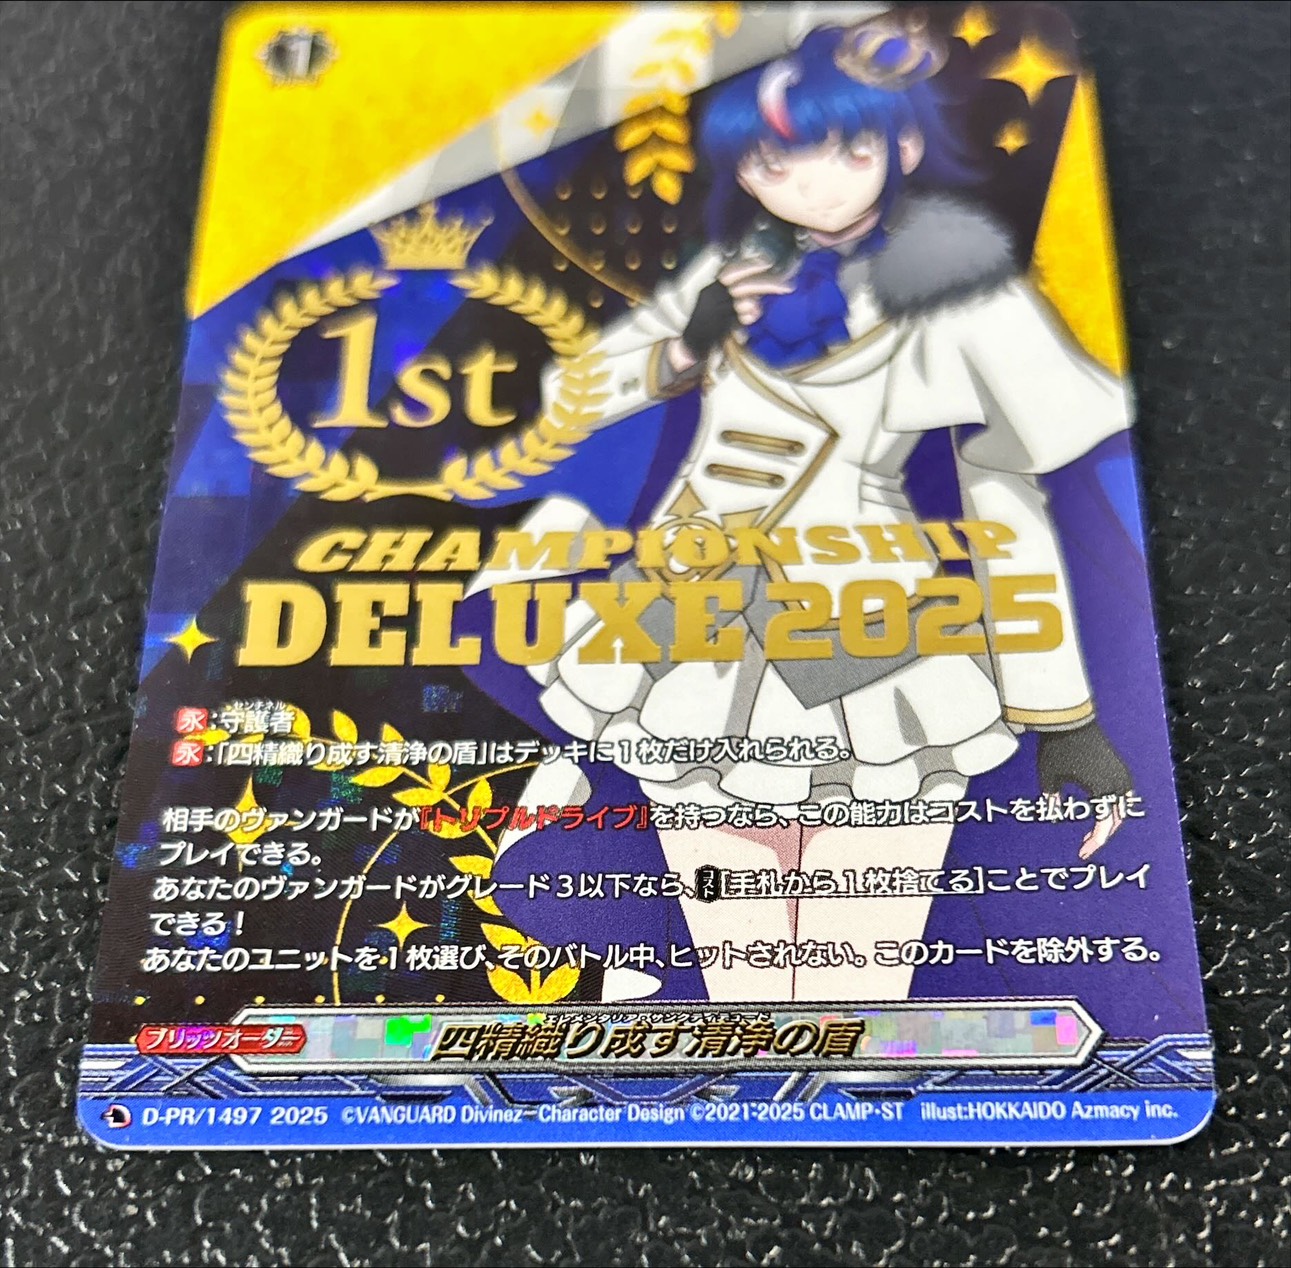 1
1st
CHAMPIONSHIP
DELUXE 2025
センチネル
永:守護者
永:「四精織り成す清浄の盾」はデッキに1枚だけ入れられる。
相手のヴァンガードが『トリプルドライブ』を持つなら、この能力はコストを払わずに
プレイできる。
あなたのヴァンガードがグレード3以下なら、コスト[手札から1枚捨てる]ことでプレイ
できる!
あなたのユニットを1枚選び、そのバトル中、ヒットされない。このカードを除外する。
ブリッツオーダー
四精織り成す清浄の盾
D-PR/1497 2025 ©VANGUARD Divinez Character Design ©2021-2025 CLAMP・ST illust:HOKKAIDO Azmacy inc.